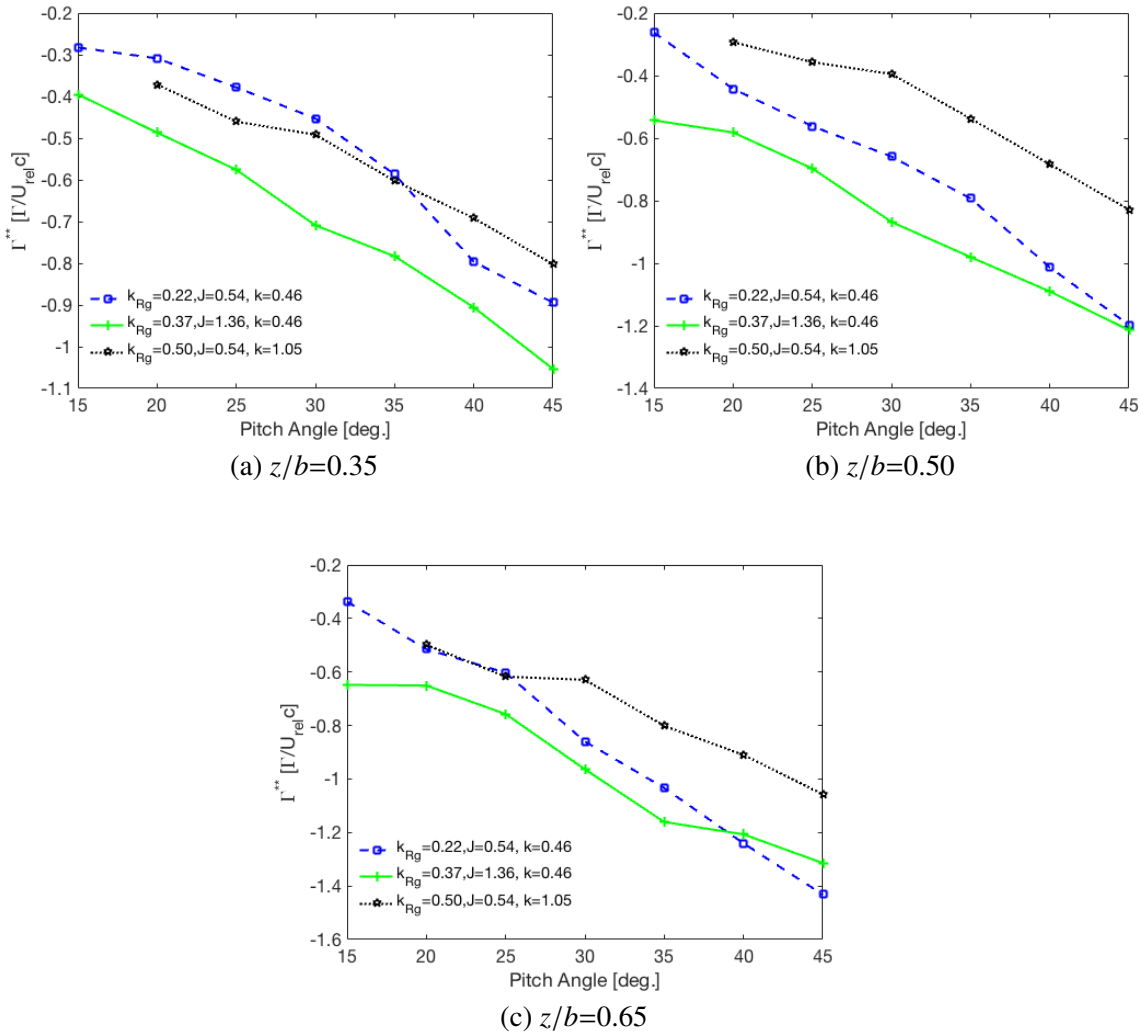 -0.2
-0.3
-0.4
-0.5
-0.6
-0.7
-0.8
-0.9
-1
-1.1
Γ** [Γ/U_rel c]
k_Rg=0.22,J=0.54, k=0.46
k_Rg=0.37,J=1.36, k=0.46
k_Rg=0.50,J=0.54, k=1.05
15 20 25 30 35 40 45
Pitch Angle [deg.]
(a) z/b=0.35
-0.2
-0.4
-0.6
-0.8
-1
-1.2
-1.4
Γ** [Γ/U_rel c]
k_Rg=0.22,J=0.54, k=0.46
k_Rg=0.37,J=1.36, k=0.46
k_Rg=0.50,J=0.54, k=1.05
15 20 25 30 35 40 45
Pitch Angle [deg.]
(b) z/b=0.50
-0.2
-0.4
-0.6
-0.8
-1
-1.2
-1.4
-1.6
Γ** [Γ/U_rel c]
k_Rg=0.22,J=0.54, k=0.46
k_Rg=0.37,J=1.36, k=0.46
k_Rg=0.50,J=0.54, k=1.05
15 20 25 30 35 40 45
Pitch Angle [deg.]
(c) z/b=0.65